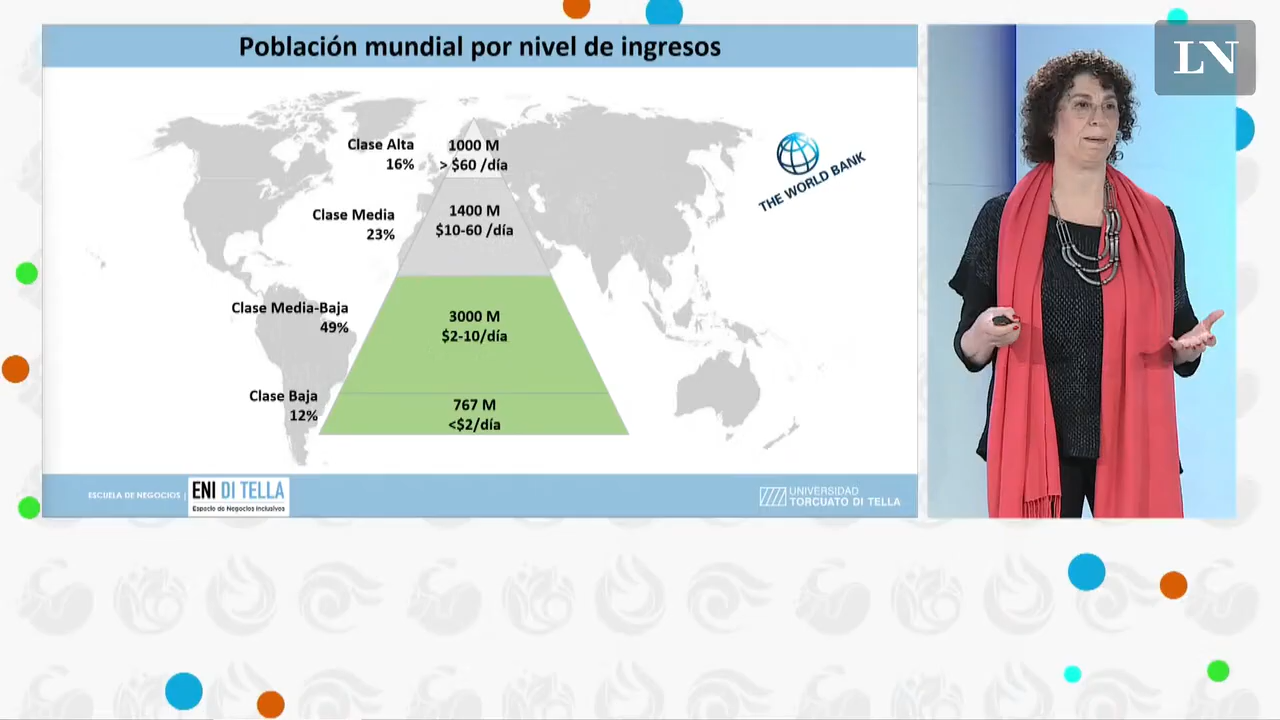 Población mundial por nivel de ingresos
LN
Clase Alta
16%
1000 M
> $60 /día
THE WORLD BANK
Clase Media
23%
1400 M
$10-60 /día
Clase Media-Baja
49%
3000 M
$2-10/día
Clase Baja
12%
767 M
<$2/día
ESCUELA DE NEGOCIOS |
ENI DI TELLA
Espacio de Negocios Inclusivos
UNIVERSIDAD
TORCUATO DI TELLA